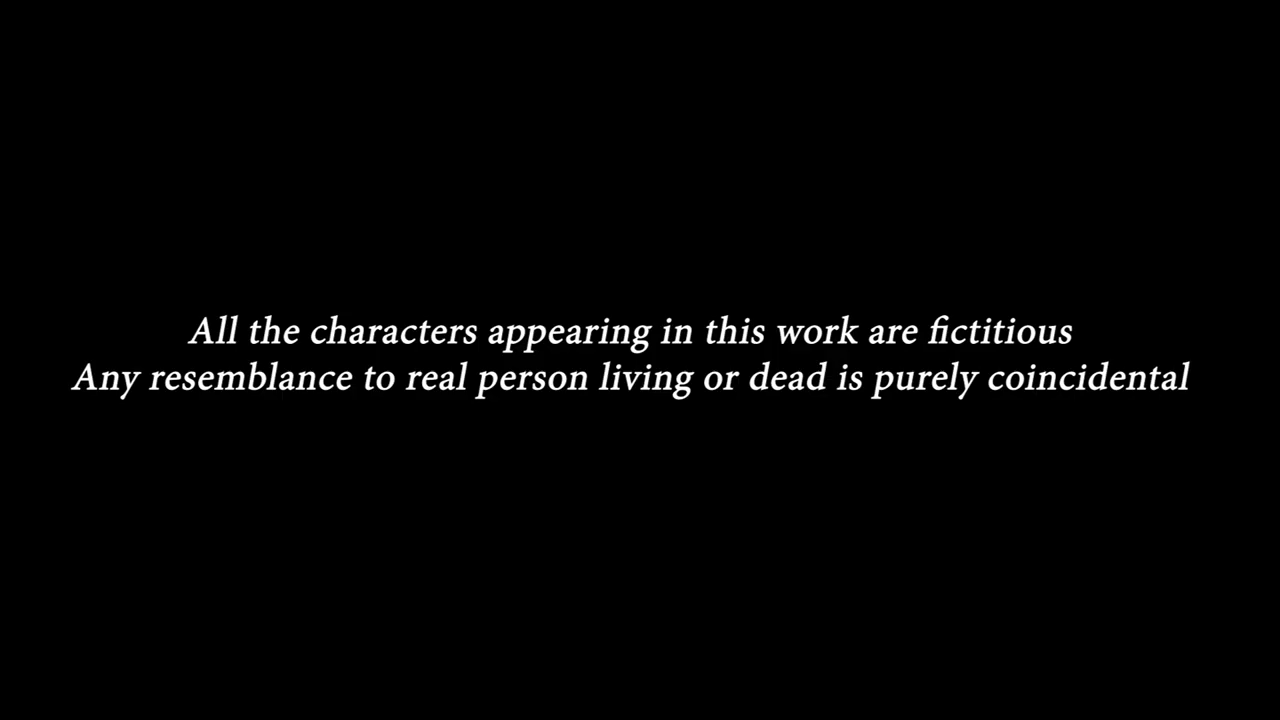 All the characters appearing in this work are fictitious
Any resemblance to real person living or dead is purely coincidental